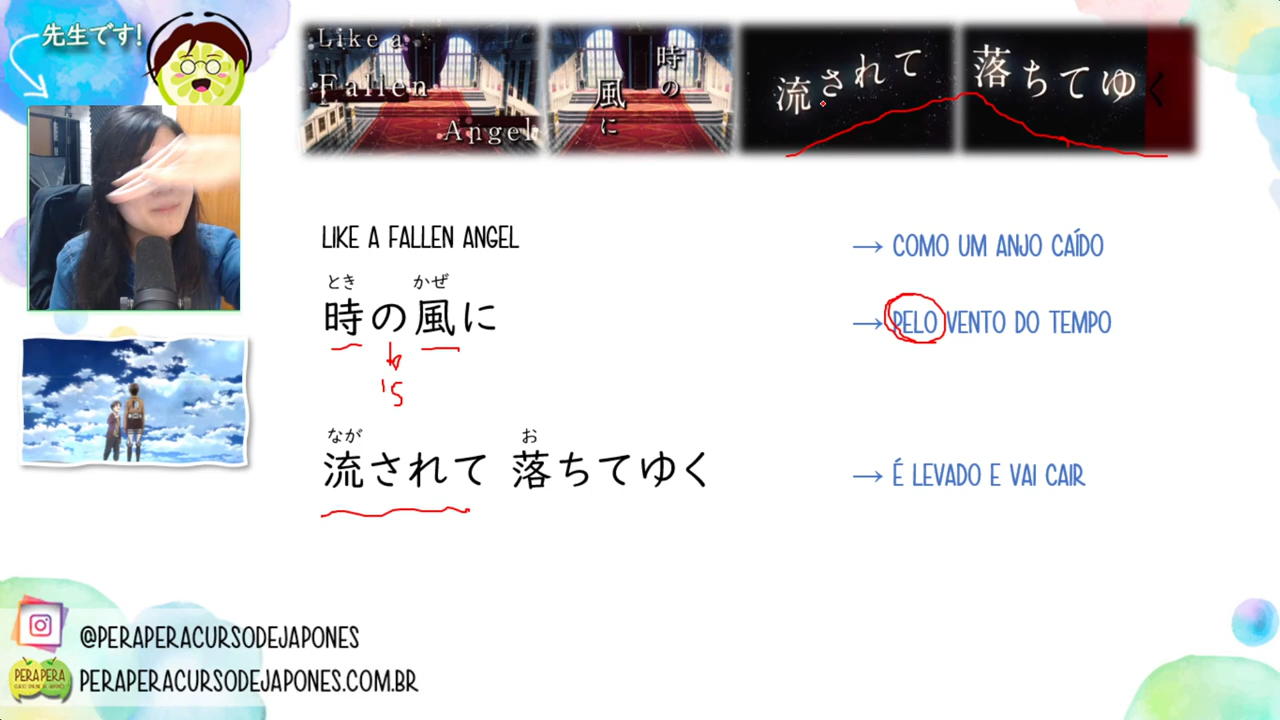 先生です!
Like a
Fallen
Angel
時の
風に
流されて
落ちてゆく
LIKE A FALLEN ANGEL
→ COMO UM ANJO CAÍDO
とき かぜ
時の風に
→ PELO VENTO DO TEMPO
's
なが お
流されて 落ちてゆく
→ É LEVADO E VAI CAIR
@PERAPERACURSODEJAPONES
PERAPERA
PERAPERACURSODEJAPONES.COM.BR